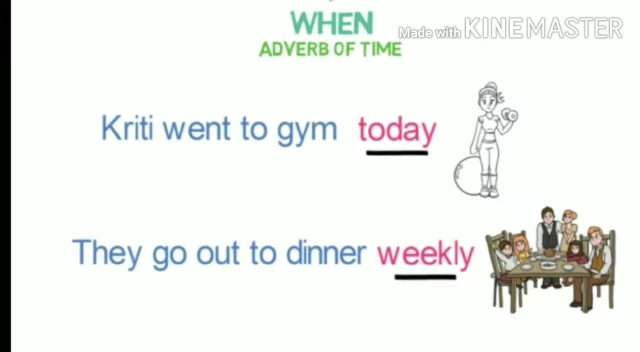 WHEN
Made with KINEMASTER
ADVERB OF TIME
Kriti went to gym today
They go out to dinner weekly